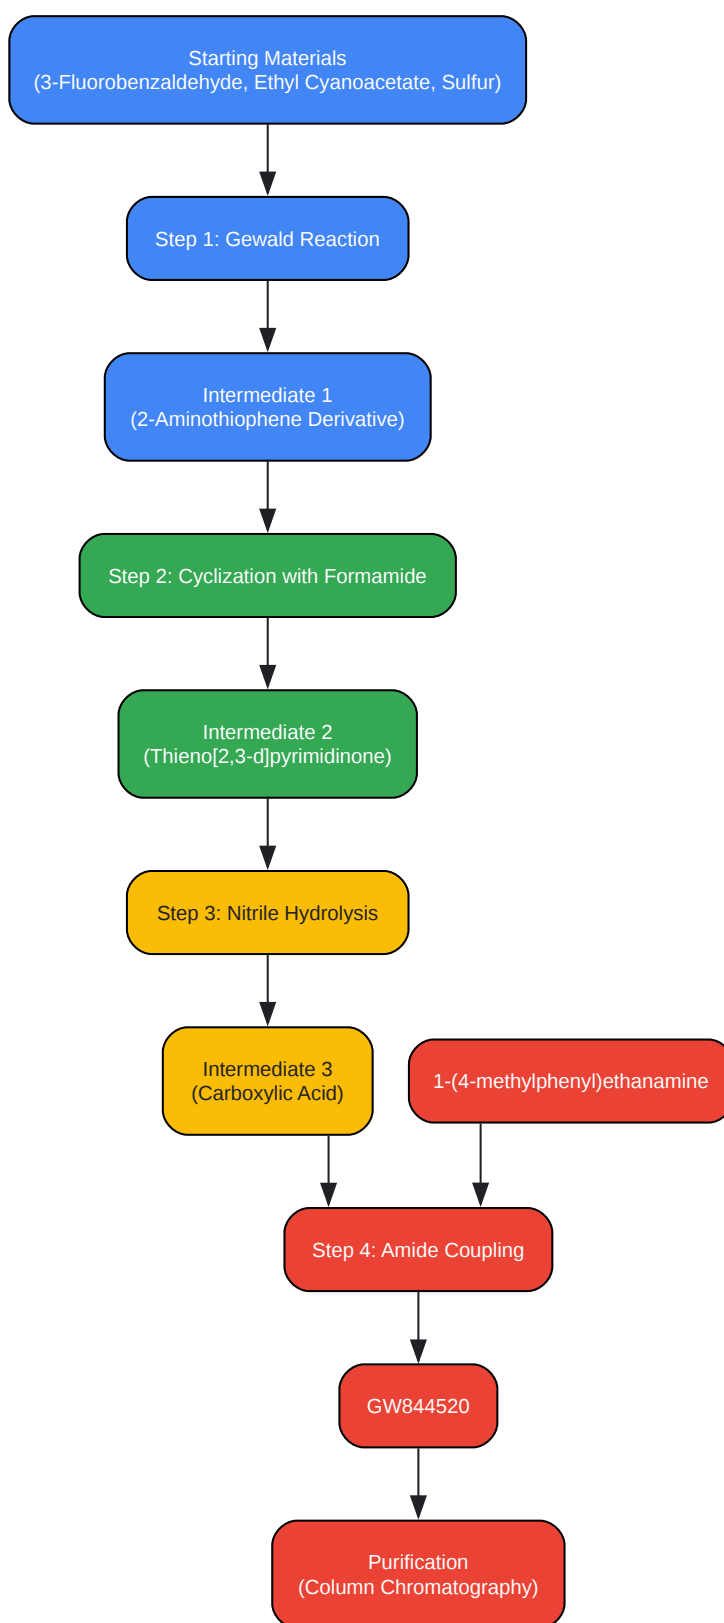 Starting Materials
(3-Fluorobenzaldehyde, Ethyl Cyanoacetate, Sulfur)
Step 1: Gewald Reaction
Intermediate 1
(2-Aminothiophene Derivative)
Step 2: Cyclization with Formamide
Intermediate 2
(Thieno[2,3-d]pyrimidinone)
Step 3: Nitrile Hydrolysis
Intermediate 3
(Carboxylic Acid)
1-(4-methylphenyl)ethanamine
Step 4: Amide Coupling
GW844520
Purification
(Column Chromatography)